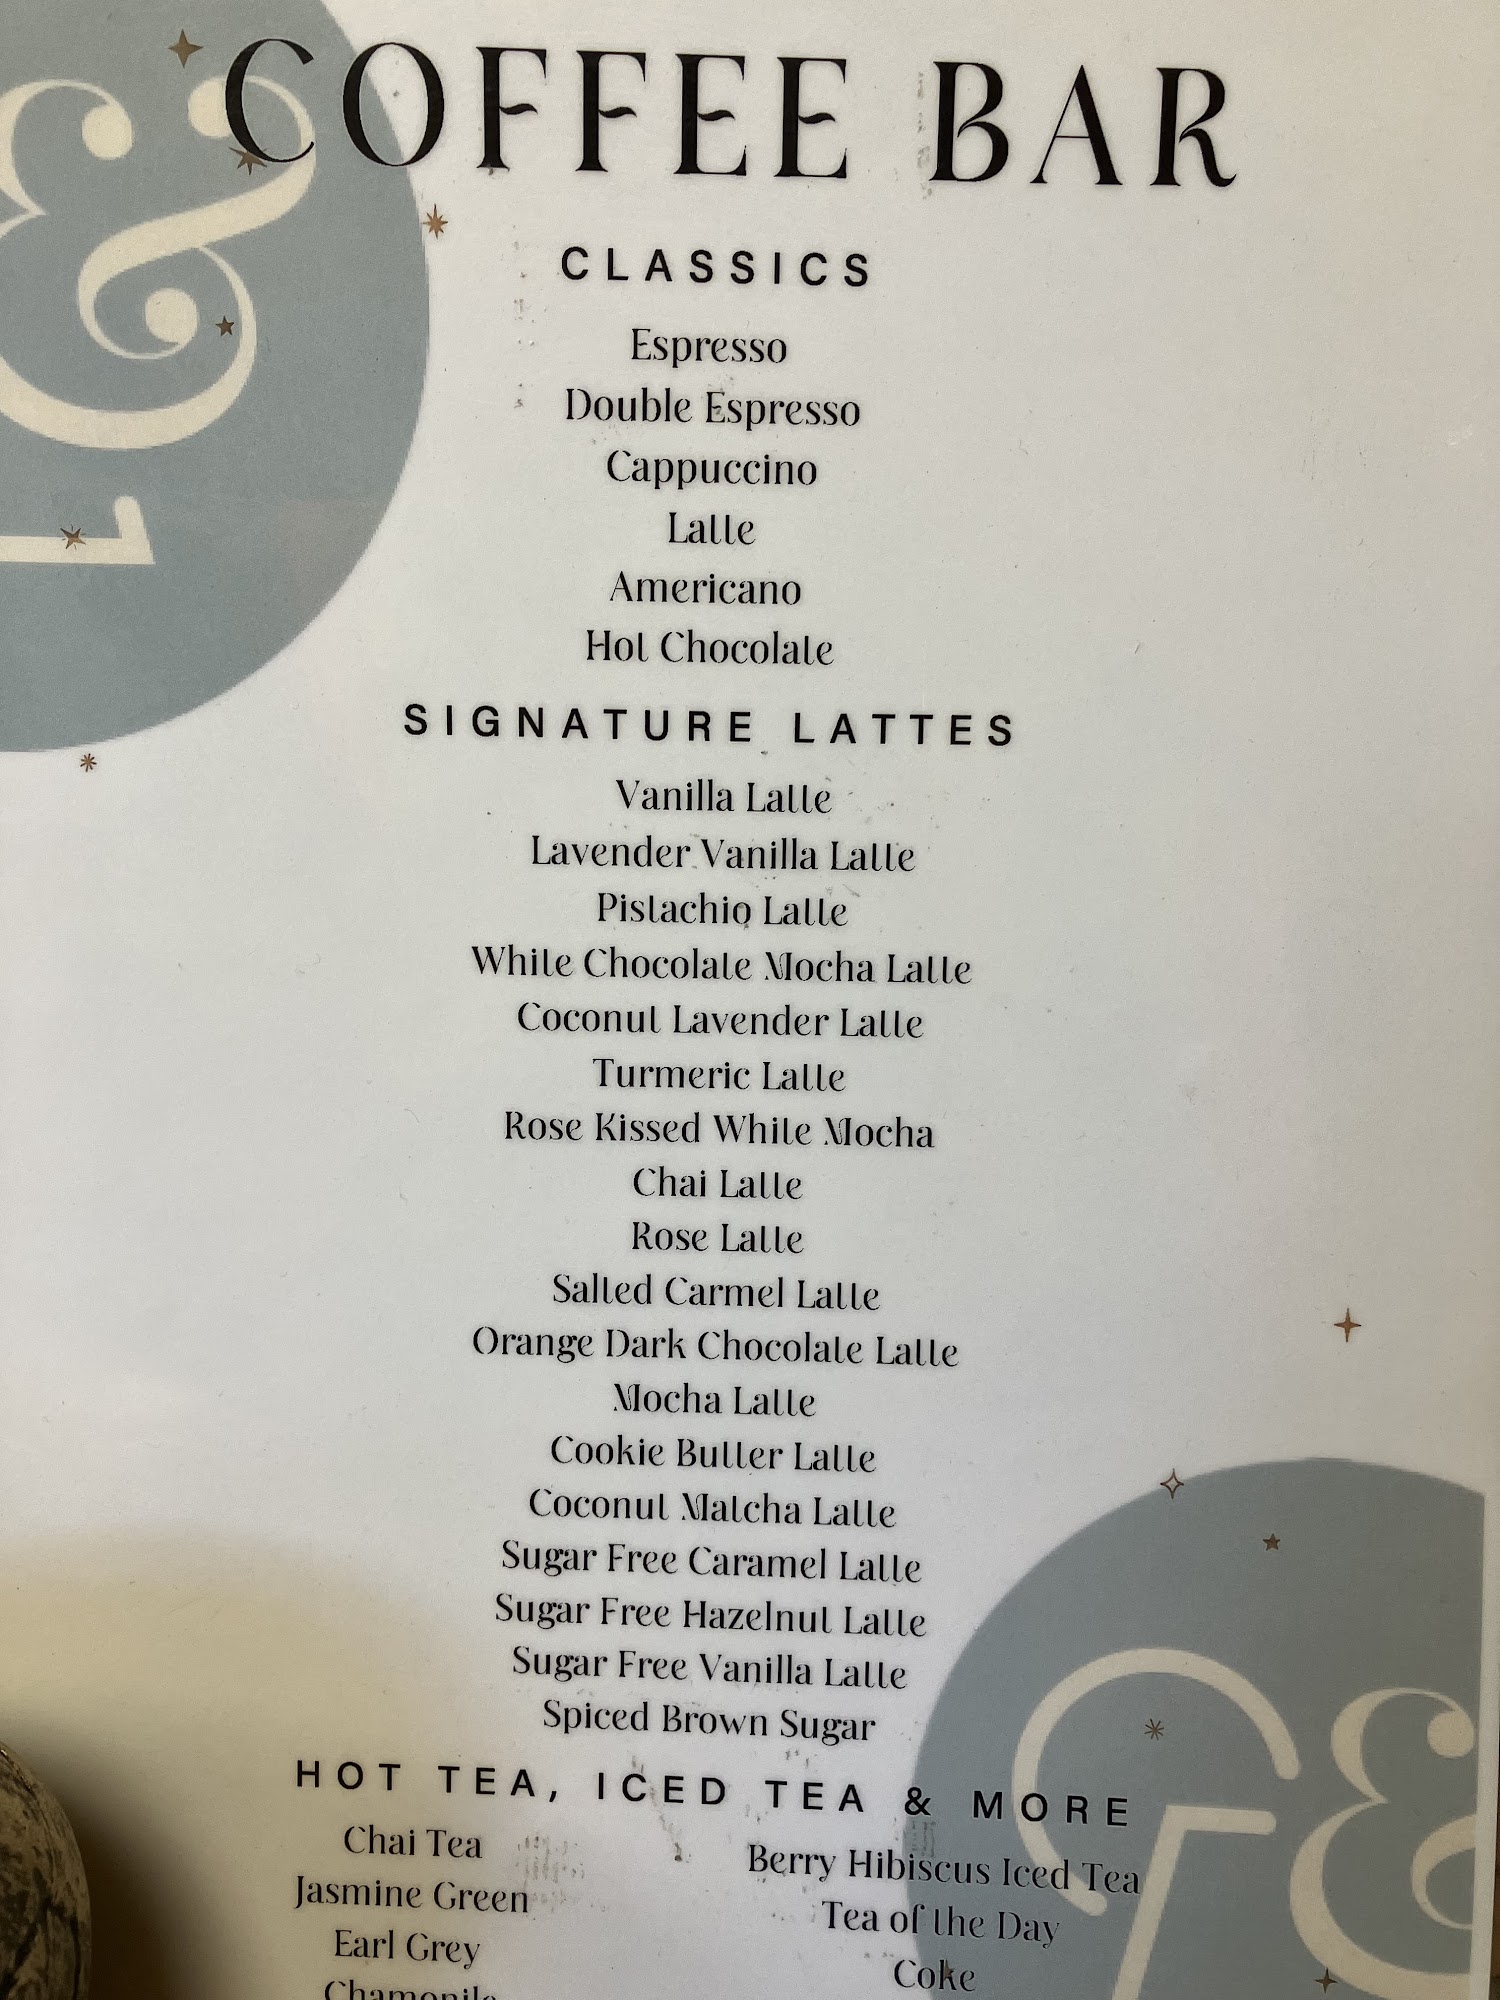 COFFEE BAR
CLASSICS
Espresso
Double Espresso
Cappuccino
Latte
Americano
Hot Chocolate
SIGNATURE LATTES
Vanilla Latte
Lavender Vanilla Latte
Pistachio Latte
White Chocolate Mocha Latte
Coconut Lavender Latte
Turmeric Latte
Rose Kissed White Mocha
Chai Latte
Rose Latte
Salted Carmel Latte
Orange Dark Chocolate Latte
Mocha Latte
Cookie Butter Latte
Coconut Matcha Latte
Sugar Free Caramel Latte
Sugar Free Hazelnut Latte
Sugar Free Vanilla Latte
Spiced Brown Sugar
HOT TEA, ICED TEA & MORE
Chai Tea
Jasmine Green
Earl Grey
Chamomile
Berry Hibiscus Iced Tea
Tea of the Day
Coke
&
&